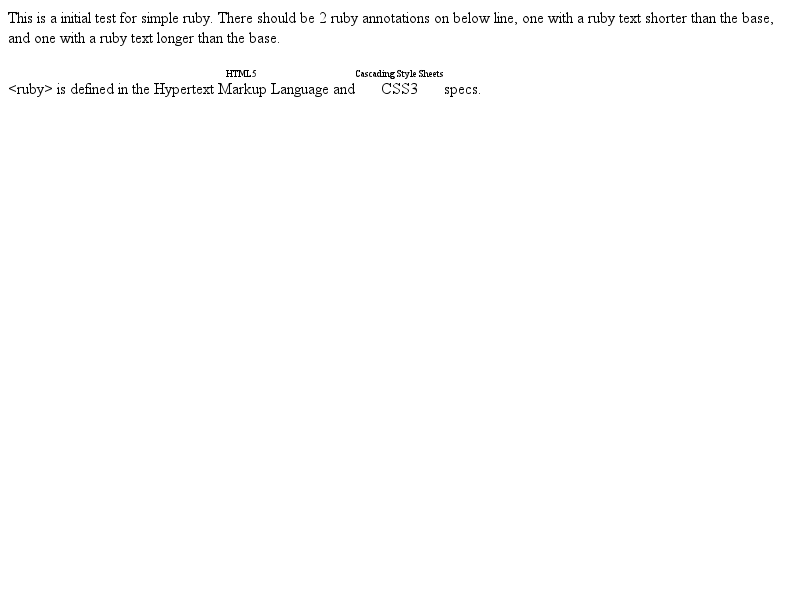 This is a initial test for simple ruby. There should be 2 ruby annotations on below line, one with a ruby text shorter than the base,
and one with a ruby text longer than the base.
HTML5 Cascading Style Sheets
<ruby> is defined in the Hypertext Markup Language and CSS3 specs.